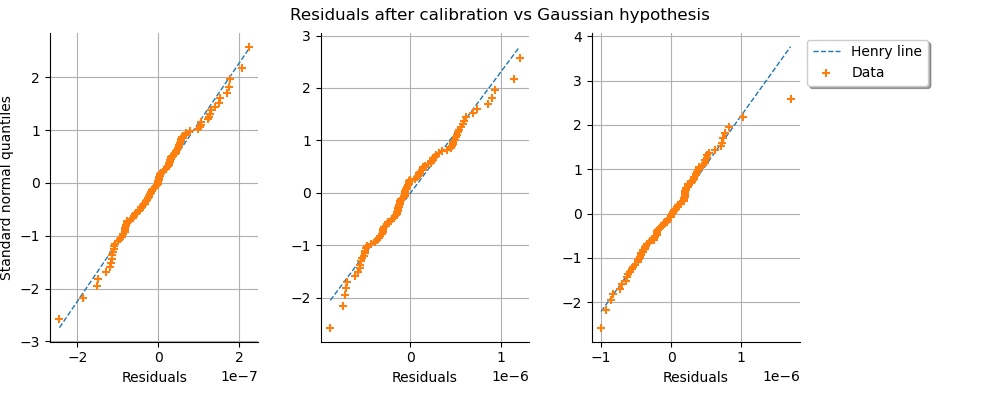 Residuals after calibration vs Gaussian hypothesis
Standard normal quantiles
2
1
0
−1
−2
−3
−2
0
2
1e−7
Residuals
3
2
1
0
−1
−2
0
1
1e−6
Residuals
4
3
2
1
0
−1
−2
−1
0
1
1e−6
Residuals
Henry line
Data